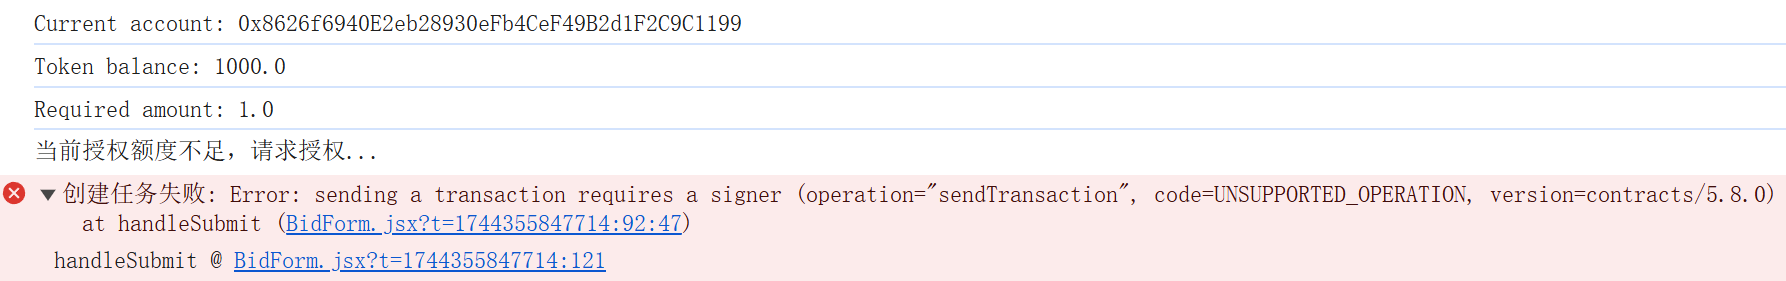 Current account: 0x8626f6940E2eb28930eFb4CeF49B2d1F2C9C1199
Token balance: 1000.0
Required amount: 1.0
当前授权额度不足，请求授权...
创建任务失败: Error: sending a transaction requires a signer (operation="sendTransaction", code=UNSUPPORTED_OPERATION, version=contracts/5.8.0)
at handleSubmit (BidForm.jsx?t=1744355847714:92:47)
handleSubmit @ BidForm.jsx?t=1744355847714:121